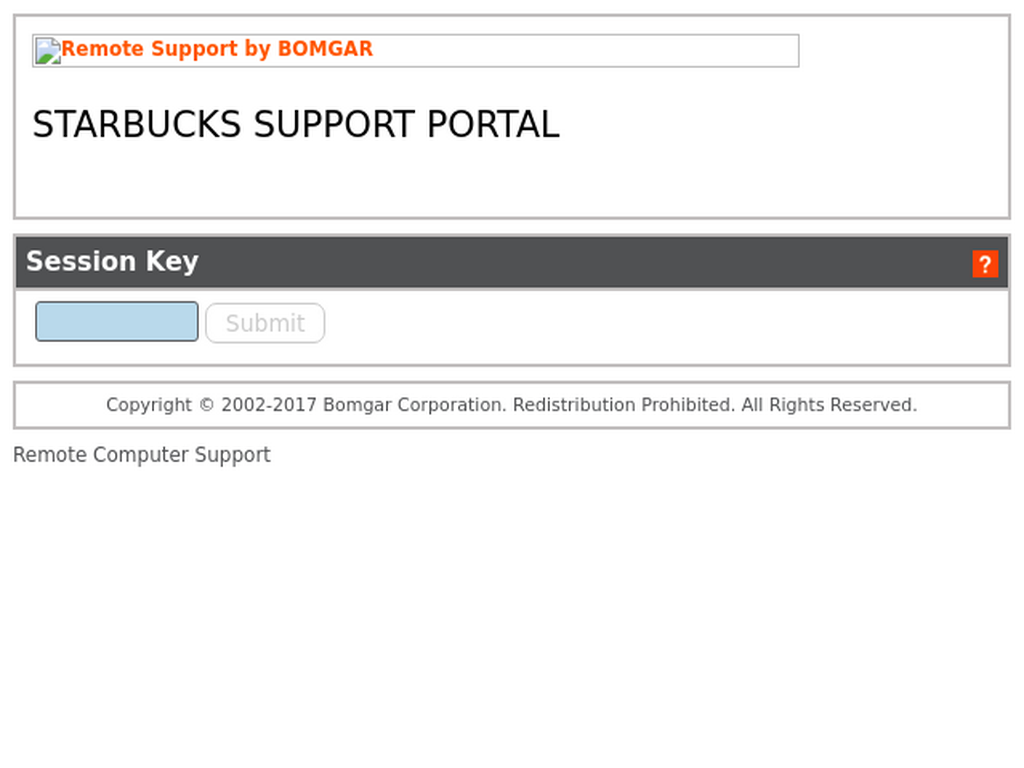 Remote Support by BOMGAR
STARBUCKS SUPPORT PORTAL
Session Key
?
Submit
Copyright © 2002-2017 Bomgar Corporation. Redistribution Prohibited. All Rights Reserved.
Remote Computer Support